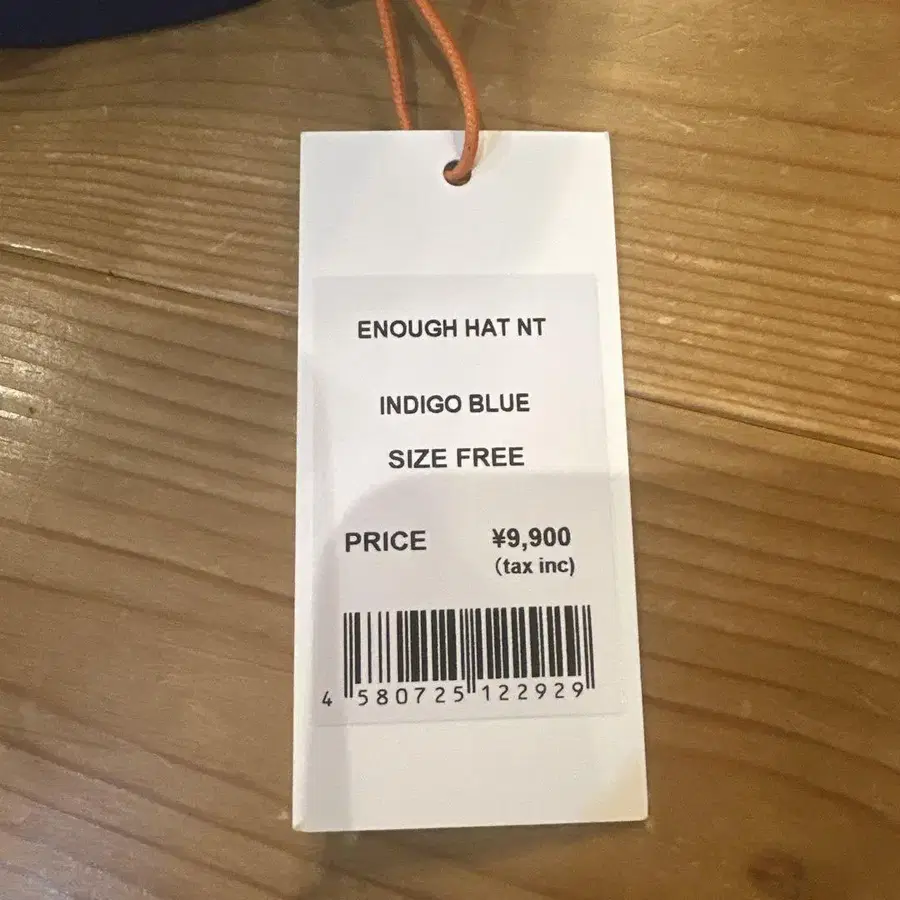 ENOUGH HAT NT
INDIGO BLUE
SIZE FREE
PRICE ¥9,900
(tax inc)
4 580725 122929